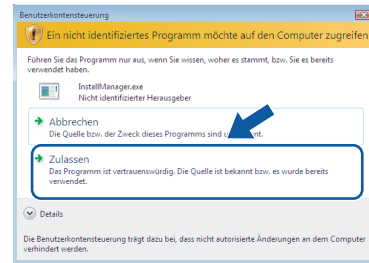 Benutzerkontensteuerung
Ein nicht identifiziertes Programm möchte auf den Computer zugreifen
Führen Sie das Programm nur aus, wenn Sie wissen, woher es stammt, bzw. Sie es bereits
verwendet haben.
InstallManager.exe
Nicht identifizierter Herausgeber
Abbrechen
Die Quelle bzw. der Zweck dieses Programms sind
Zulassen
Das Programm ist vertrauenswürdig. Die Quelle ist bekannt bzw. es wurde bereits
verwendet.
Details
Die Benutzerkontensteuerung trägt dazu bei, dass nicht autorisierte Änderungen an dem Computer
verhindert werden.